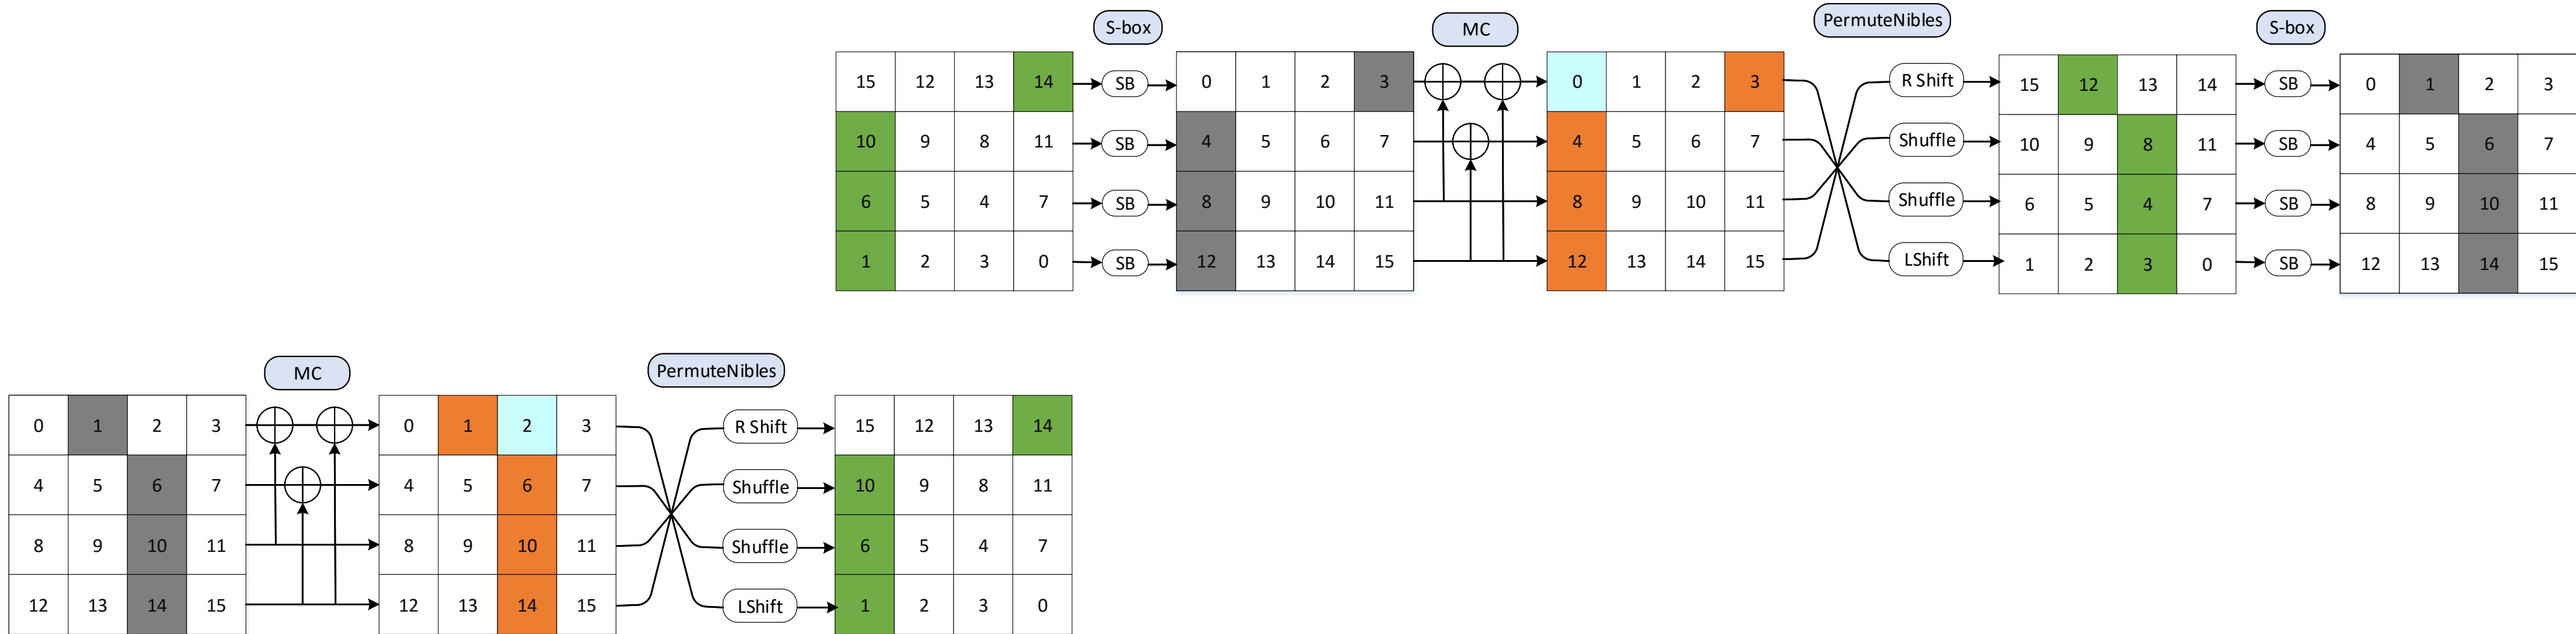 S-box MC PermuteNibles S-box
15 12 13 14 SB 0 1 2 3 0 1 2 3 R Shift 15 12 13 14 SB 0 1 2 3
10 9 8 11 SB 4 5 6 7 4 5 6 7 Shuffle 10 9 8 11 SB 4 5 6 7
6 5 4 7 SB 8 9 10 11 8 9 10 11 Shuffle 6 5 4 7 SB 8 9 10 11
1 2 3 0 SB 12 13 14 15 12 13 14 15 LShift 1 2 3 0 SB 12 13 14 15
MC PermuteNibles
0 1 2 3 0 1 2 3 R Shift 15 12 13 14
4 5 6 7 4 5 6 7 Shuffle 10 9 8 11
8 9 10 11 8 9 10 11 Shuffle 6 5 4 7
12 13 14 15 12 13 14 15 LShift 1 2 3 0